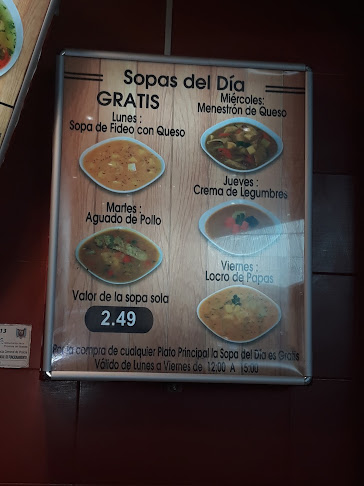 Sopas del Día
GRATIS
Lunes :
Sopa de Fideo con Queso
Martes :
Aguado de Pollo
Valor de la sopa sola
2.49
Miércoles:
Menestrón de Queso
Jueves :
Crema de Legumbres
Viernes :
Locro de Papas
Por la compra de cualquier Plato Principal la Sopa del Día es Gratis
Válido de Lunes a Viernes de 12:00 A 16:00